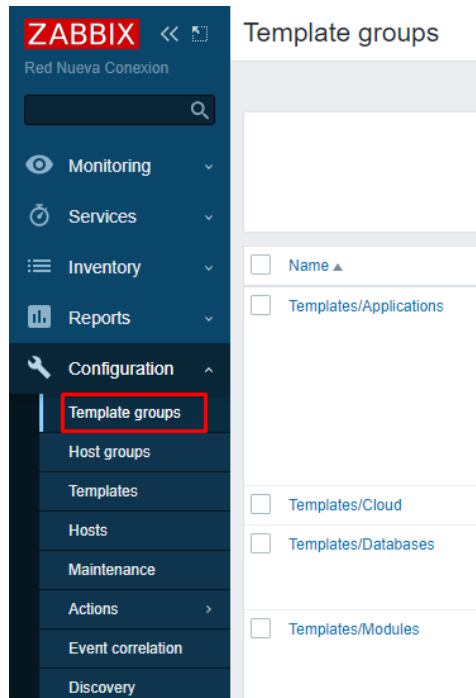 ZABBIX
Red Nueva Conexion
Monitoring
Services
Inventory
Reports
Configuration
Template groups
Host groups
Templates
Hosts
Maintenance
Actions
Event correlation
Discovery
Template groups
Name
Templates/Applications
Templates/Cloud
Templates/Databases
Templates/Modules